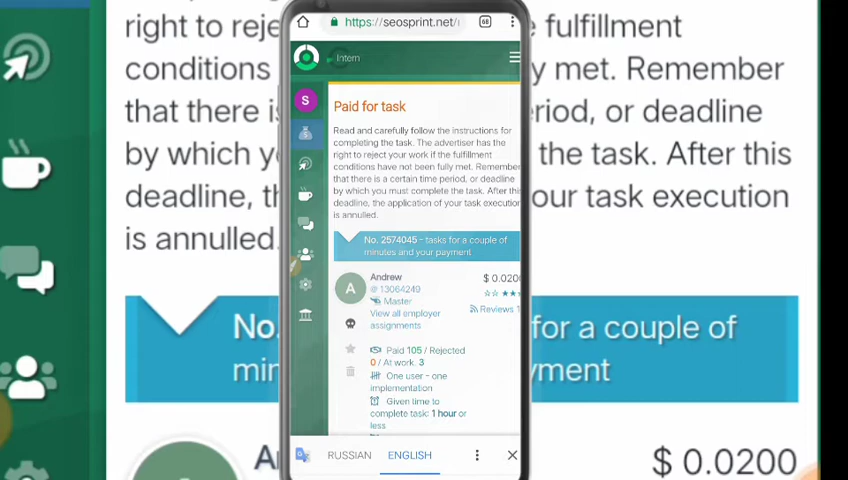 https://seosprint.net/
68
Intern
S
Paid for task
Read and carefully follow the instructions for
completing the task. The advertiser has the
right to reject your work if the fulfillment
conditions have not been fully met. Remember
that there is a certain time period, or deadline
by which you must complete the task. After this
deadline, the application of your task execution
is annulled.
No. 2574045 - tasks for a couple of
minutes and your payment
A
Andrew
@ 13064249
Master
View all employer
assignments
$ 0.0200
Reviews
Paid 105 / Rejected
0 / At work. 3
One user - one
implementation
Given time to
complete task: 1 hour or
less
RUSSIAN
ENGLISH
right to
fulfillment
conditions
met. Remember
that there
or deadline
by which
the task. After this
deadline,
our task execution
is annulled.
No.
for a couple of
$ 0.0200